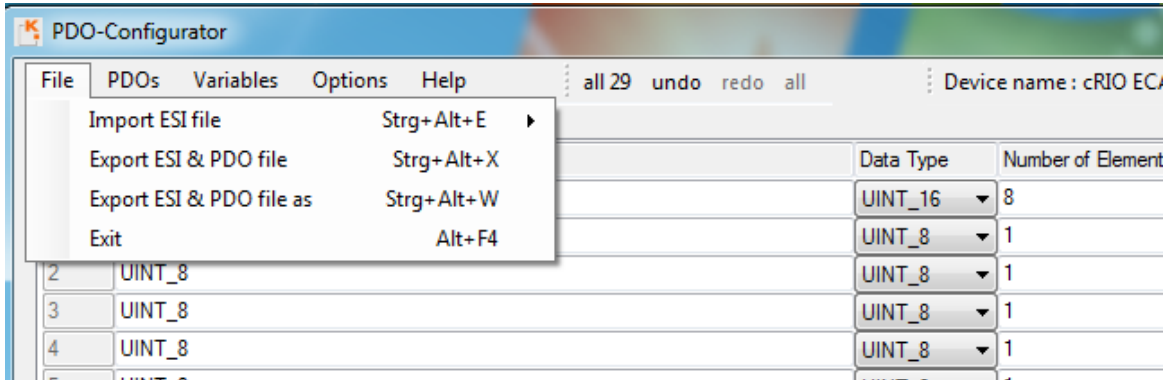 PDO-Configurator
File PDOs Variables Options Help all 29 undo redo all Device name : cRIO ECA
Import ESI file Strg+Alt+E
Export ESI & PDO file Strg+Alt+X
Export ESI & PDO file as Strg+Alt+W
Exit Alt+F4
Data Type Number of Element
UINT_16 8
UINT_8 1
2 UINT_8 UINT_8 1
3 UINT_8 UINT_8 1
4 UINT_8 UINT_8 1